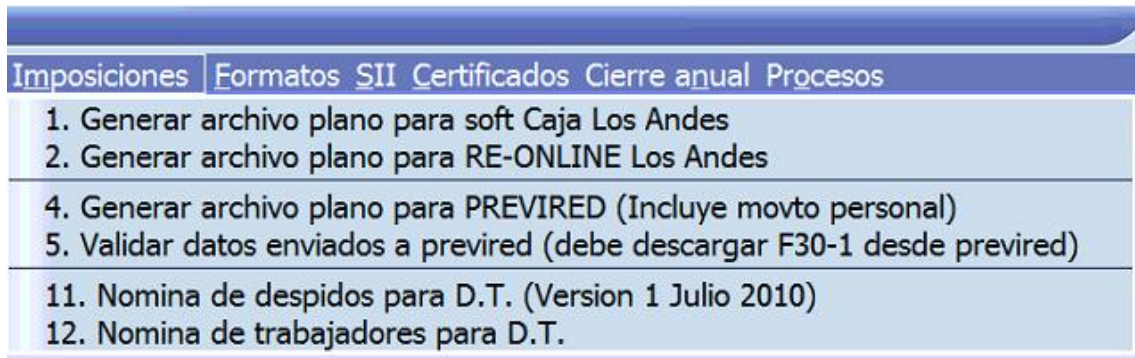 Imposiciones Formatos SII Certificados Cierre anual Procesos
1. Generar archivo plano para soft Caja Los Andes
2. Generar archivo plano para RE-ONLINE Los Andes
4. Generar archivo plano para PREVIRED (Incluye movto personal)
5. Validar datos enviados a previred (debe descargar F30-1 desde previred)
11. Nomina de despidos para D.T. (Version 1 Julio 2010)
12. Nomina de trabajadores para D.T.